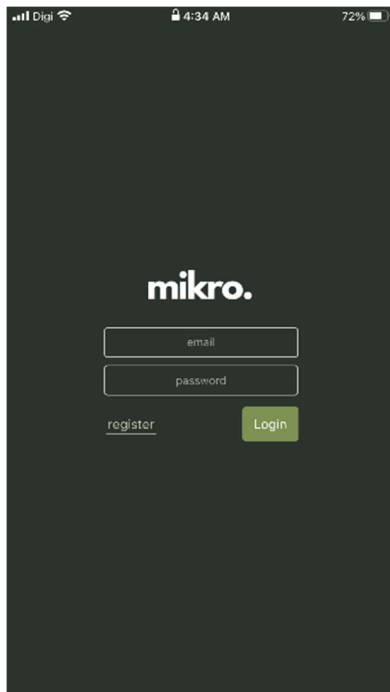 Digi 4:34 AM 72%
mikro.
email
password
register Login